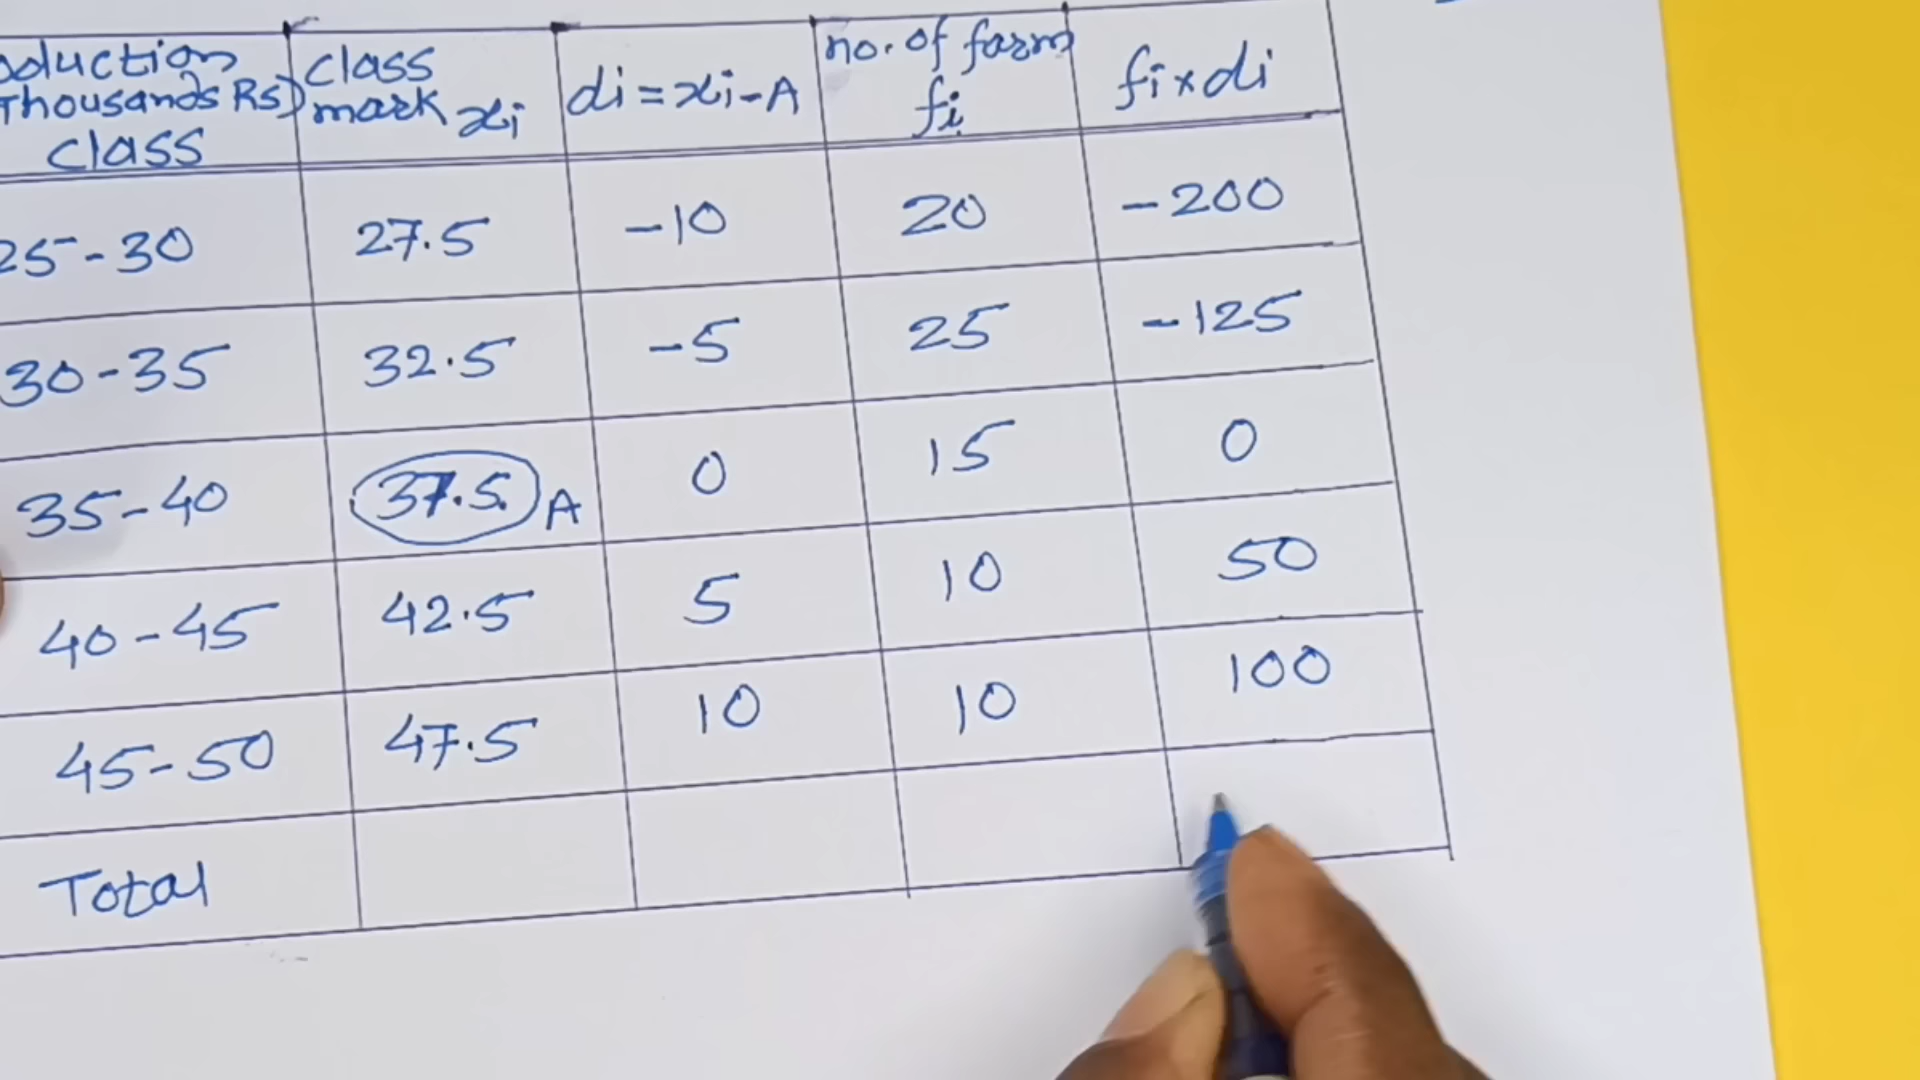 oduction
Thousands Rs)
class
class
mark xi
di = xi - A
no. of farm
fi
fi x di
25-30 27.5 -10 20 -200
30-35 32.5 -5 25 -125
35-40 37.5 A 0 15 0
40-45 42.5 5 10 50
45-50 47.5 10 10 100
Total